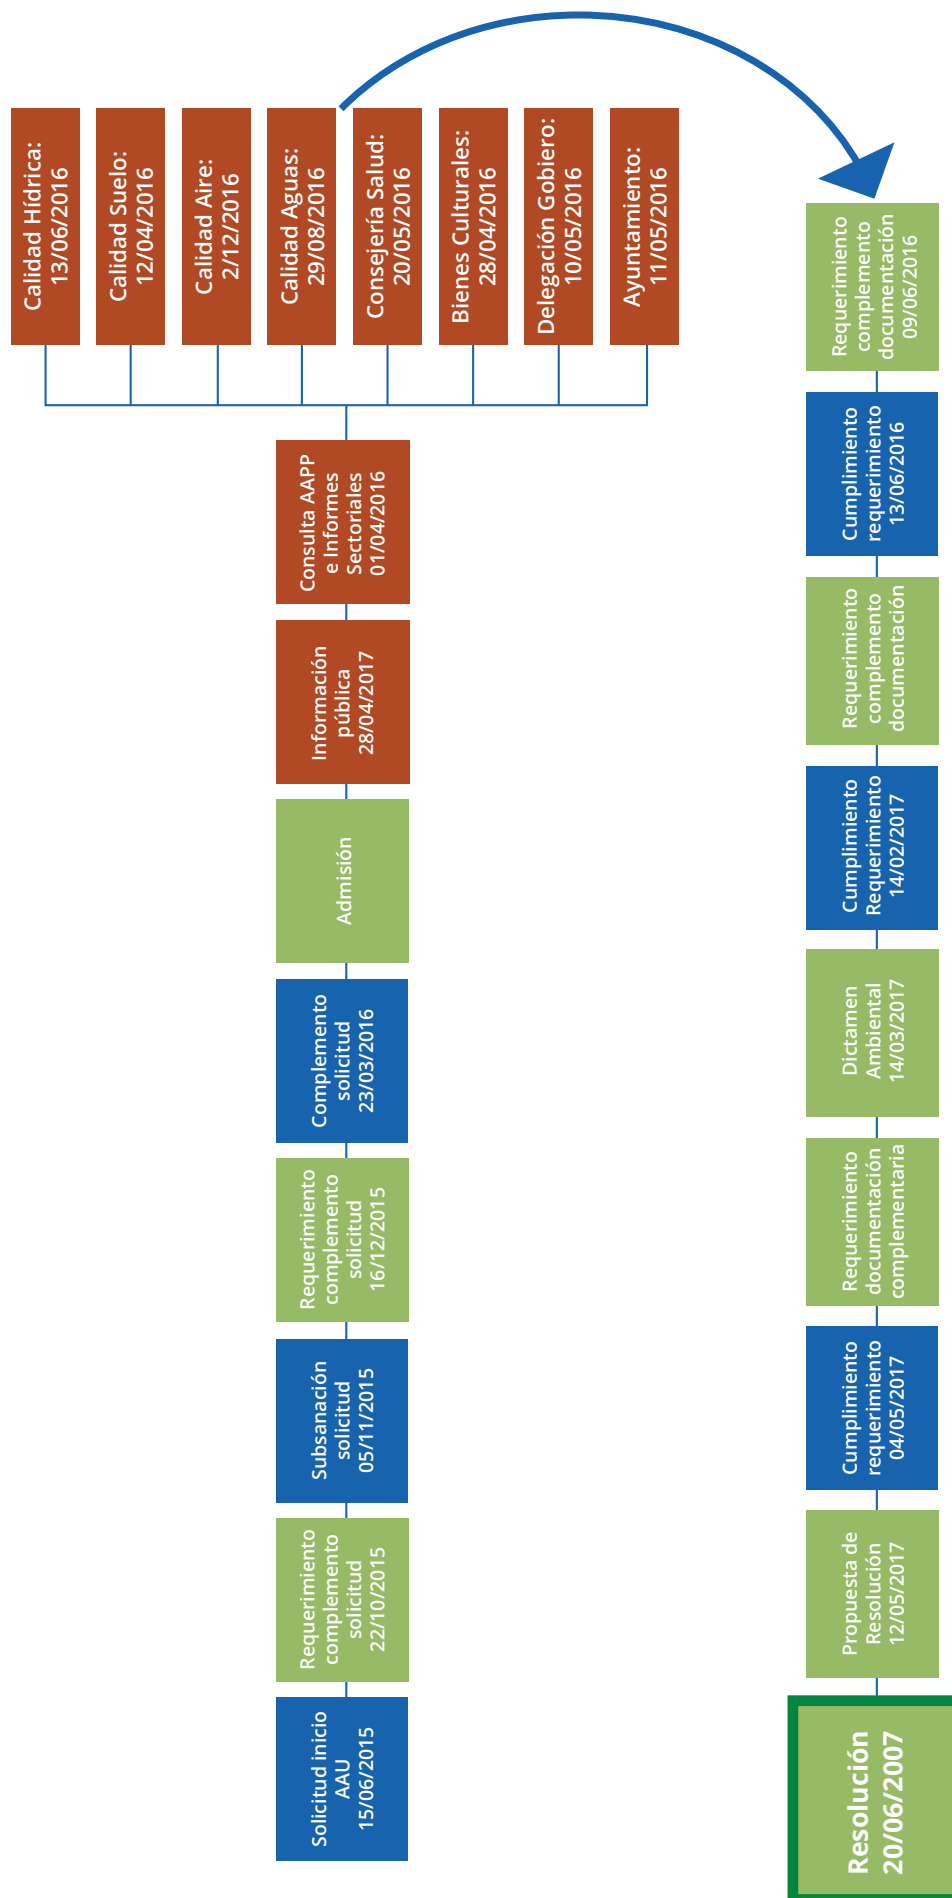 Solicitud inicio
AAU
15/06/2015
Requerimiento
complemento
solicitud
22/10/2015
Subsanación
solicitud
05/11/2015
Requerimiento
complemento
solicitud
16/12/2015
Complemento
solicitud
23/03/2016
Admisión
Información
pública
28/04/2017
Consulta AAPP
e Informes
Sectoriales
01/04/2016
Calidad Hídrica:
13/06/2016
Calidad Suelo:
12/04/2016
Calidad Aire:
2/12/2016
Calidad Aguas:
29/08/2016
Consejería Salud:
20/05/2016
Bienes Culturales:
28/04/2016
Delegación Gobiero:
10/05/2016
Ayuntamiento:
11/05/2016
Requerimiento
complemento
documentación
09/06/2016
Cumplimiento
requerimiento
13/06/2016
Requerimiento
complemento
documentación
Cumplimiento
Requerimiento
14/02/2017
Dictamen
Ambiental
14/03/2017
Requerimiento
documentación
complementaria
Cumplimiento
requerimiento
04/05/2017
Propuesta de
Resolución
12/05/2017
Resolución
20/06/2007